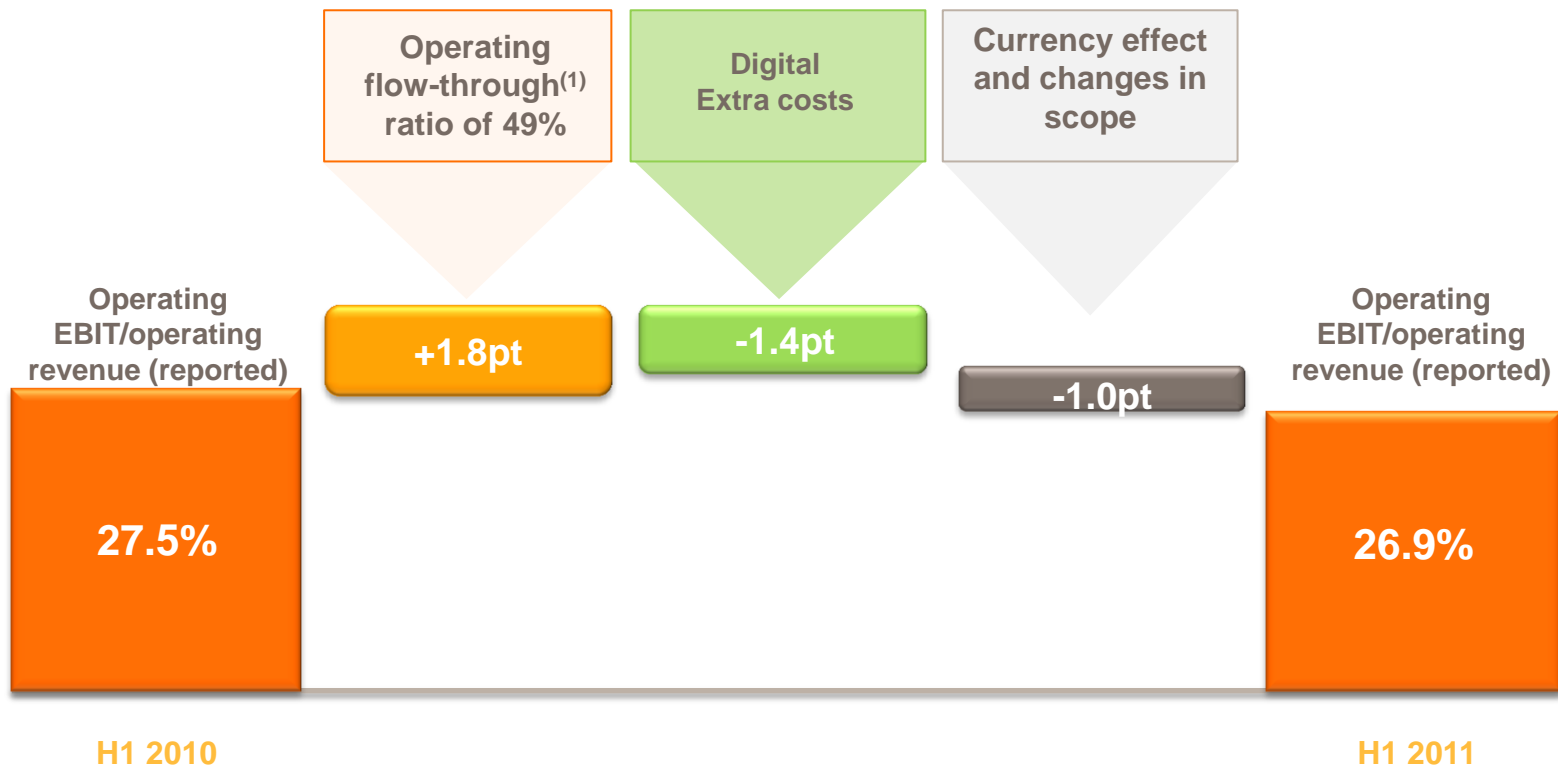 Operating
flow-through(1)
ratio of 49%
Digital
Extra costs
Currency effect
and changes in
scope
Operating
EBIT/operating
revenue (reported)
+1.8pt
-1.4pt
-1.0pt
Operating
EBIT/operating
revenue (reported)
27.5%
26.9%
H1 2010
H1 2011